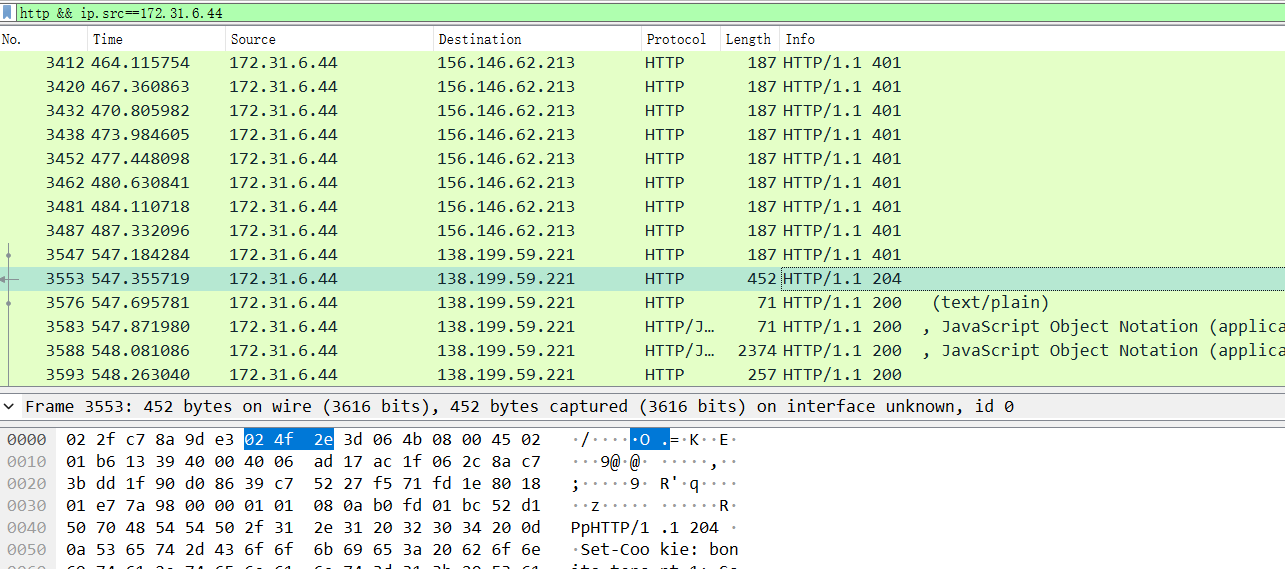 http && ip.src==172.31.6.44
No. Time Source Destination Protocol Length Info
3412 464.115754 172.31.6.44 156.146.62.213 HTTP 187 HTTP/1.1 401
3420 467.360863 172.31.6.44 156.146.62.213 HTTP 187 HTTP/1.1 401
3432 470.805982 172.31.6.44 156.146.62.213 HTTP 187 HTTP/1.1 401
3438 473.984605 172.31.6.44 156.146.62.213 HTTP 187 HTTP/1.1 401
3452 477.448098 172.31.6.44 156.146.62.213 HTTP 187 HTTP/1.1 401
3462 480.630841 172.31.6.44 156.146.62.213 HTTP 187 HTTP/1.1 401
3481 484.110718 172.31.6.44 156.146.62.213 HTTP 187 HTTP/1.1 401
3487 487.332096 172.31.6.44 156.146.62.213 HTTP 187 HTTP/1.1 401
3547 547.184284 172.31.6.44 138.199.59.221 HTTP 187 HTTP/1.1 401
3553 547.355719 172.31.6.44 138.199.59.221 HTTP 452 HTTP/1.1 204
3576 547.695781 172.31.6.44 138.199.59.221 HTTP 71 HTTP/1.1 200 (text/plain)
3583 547.871980 172.31.6.44 138.199.59.221 HTTP/J… 71 HTTP/1.1 200 , JavaScript Object Notation (applica
3588 548.081086 172.31.6.44 138.199.59.221 HTTP/J… 2374 HTTP/1.1 200 , JavaScript Object Notation (applica
3593 548.263040 172.31.6.44 138.199.59.221 HTTP 257 HTTP/1.1 200
Frame 3553: 452 bytes on wire (3616 bits), 452 bytes captured (3616 bits) on interface unknown, id 0
0000 02 2f c7 8a 9d e3 02 4f 2e 3d 06 4b 08 00 45 02 ·/·····O .=·K··E·
0010 01 b6 13 39 40 00 40 06 ad 17 ac 1f 06 2c 8a c7 ···9@·@· ·····,··
0020 3b dd 1f 90 d0 86 39 c7 52 27 f5 71 fd 1e 80 18 ;·····9· R'·q····
0030 01 e7 7a 98 00 00 01 01 08 0a b0 fd 01 bc 52 d1 ··z····· ······R·
0040 50 70 48 54 54 50 2f 31 2e 31 20 32 30 34 20 0d PpHTTP/1 .1 204 ·
0050 0a 53 65 74 2d 43 6f 6f 6b 69 65 3a 20 62 6f 6e ·Set-Coo kie: bon